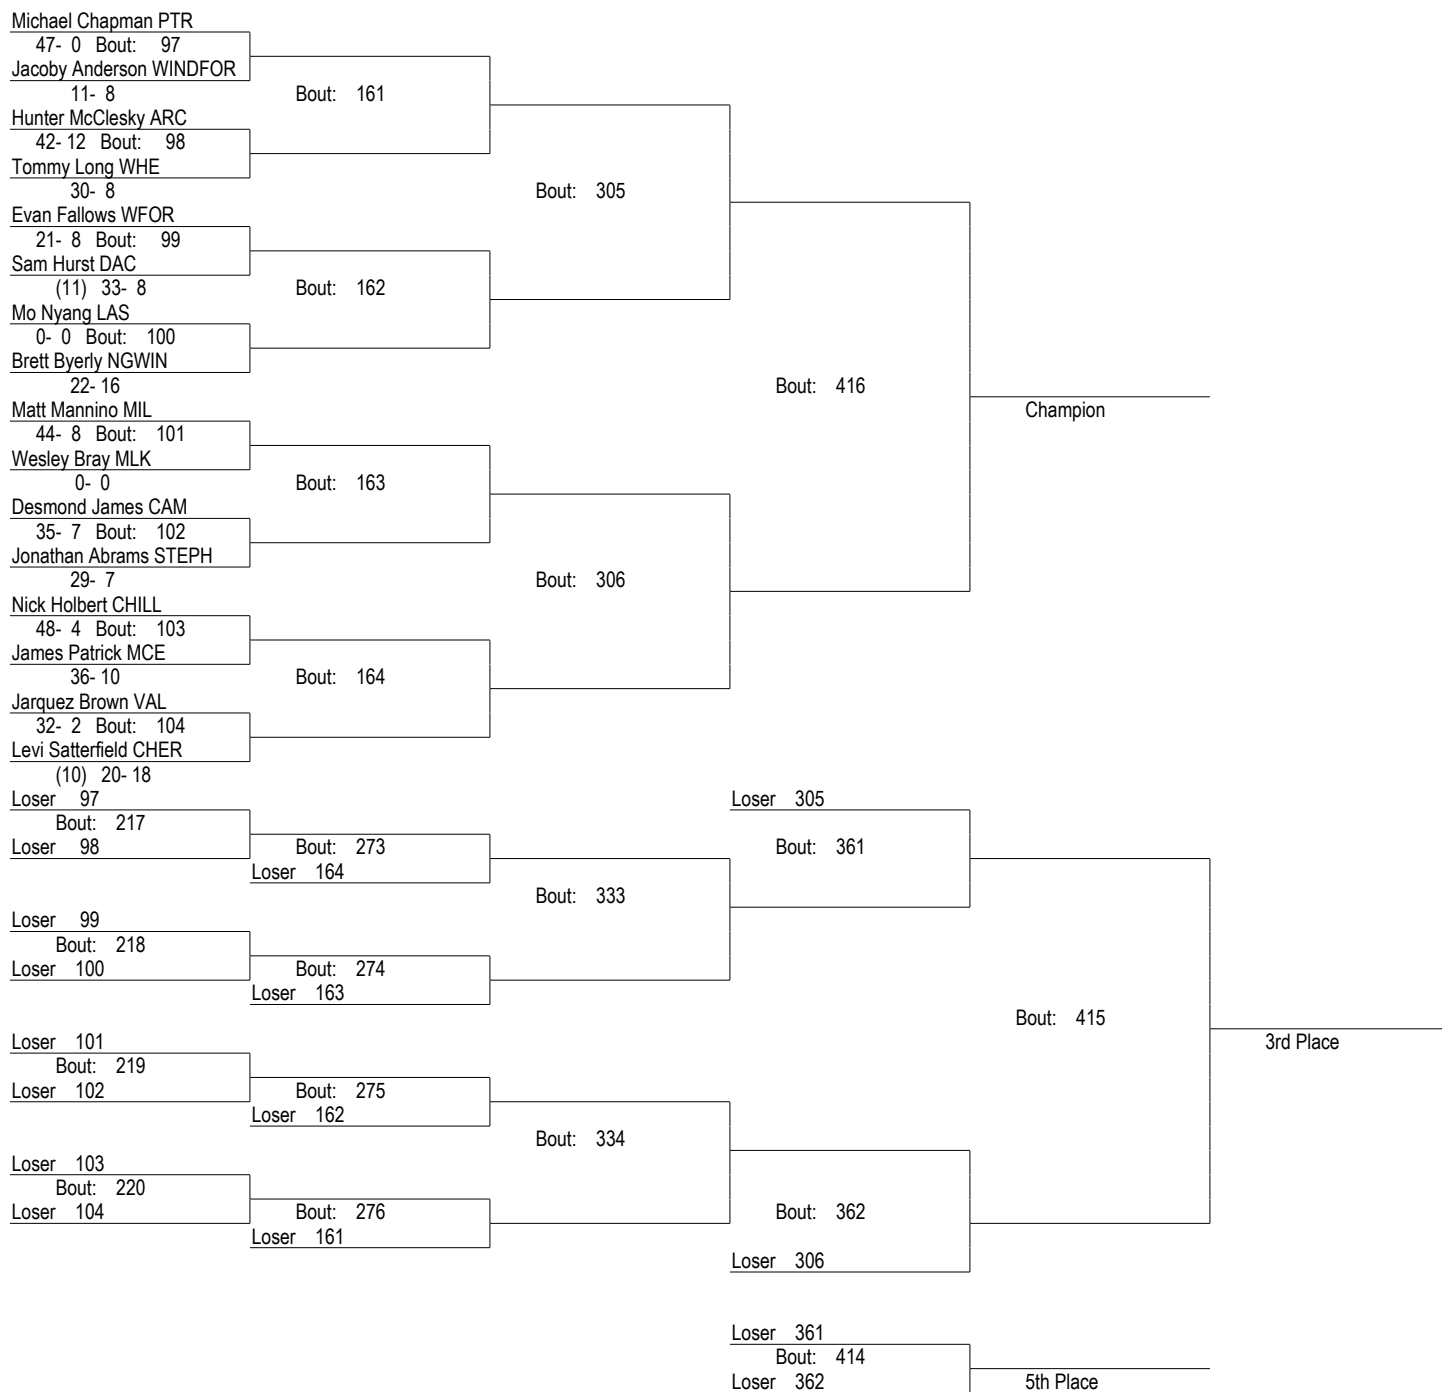 Michael Chapman PTR
47- 0 Bout: 97
Jacoby Anderson WINDFOR
11- 8
Bout: 161
Hunter McClesky ARC
42- 12 Bout: 98
Tommy Long WHE
30- 8
Bout: 305
Evan Fallows WFOR
21- 8 Bout: 99
Sam Hurst DAC
(11) 33- 8
Bout: 162
Mo Nyang LAS
0- 0 Bout: 100
Brett Byerly NGWIN
22- 16
Bout: 416
Matt Mannino MIL
Champion
44- 8 Bout: 101
Wesley Bray MLK
0- 0
Bout: 163
Desmond James CAM
35- 7 Bout: 102
Jonathan Abrams STEPH
29- 7
Bout: 306
Nick Holbert CHILL
48- 4 Bout: 103
James Patrick MCE
36- 10
Bout: 164
Jarquez Brown VAL
32- 2 Bout: 104
Levi Satterfield CHER
(10) 20- 18
Loser 97
Loser 305
Bout: 217
Loser 98
Bout: 273
Bout: 361
Loser 164
Bout: 333
Loser 99
Bout: 218
Loser 100
Bout: 274
Loser 163
Bout: 415
Loser 101
3rd Place
Bout: 219
Loser 102
Bout: 275
Loser 162
Bout: 334
Loser 103
Bout: 220
Loser 104
Bout: 276
Bout: 362
Loser 161
Loser 306
Loser 361
Bout: 414
Loser 362
5th Place